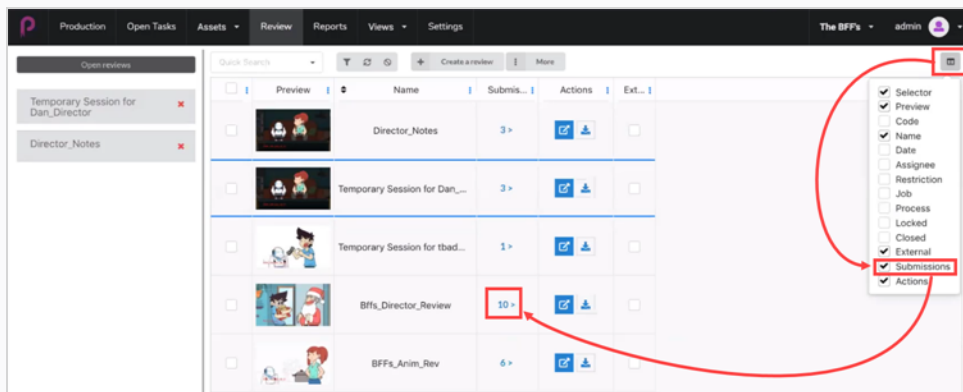 Production Open Tasks Assets Review Reports Views Settings The BFF's admin
Open reviews
Temporary Session for
Dan_Director
Director_Notes
Quick Search Create a review More
Preview Name Submis... Actions Ext...
Director_Notes 3 >
Temporary Session for Dan_... 3 >
Temporary Session for tbad... 1 >
Bffs_Director_Review 10 >
BFFs_Anim_Rev 6 >
Selector
Preview
Code
Name
Date
Assignee
Restriction
Job
Process
Locked
Closed
External
Submissions
Actions